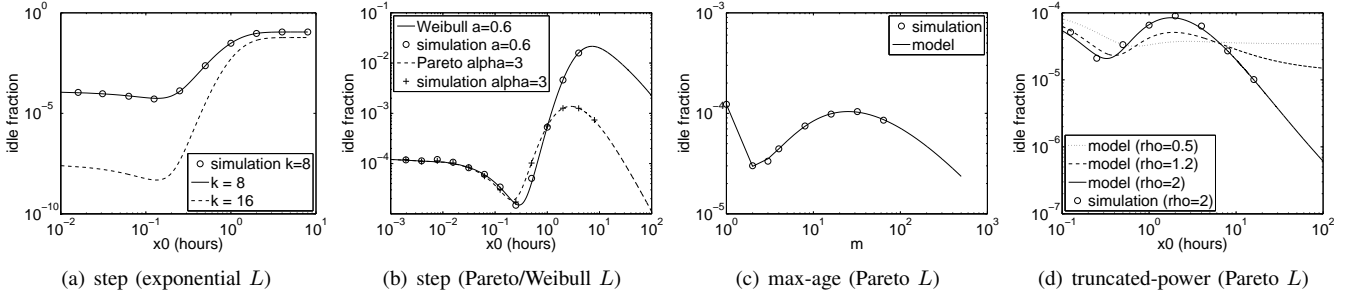 10^0
10^-5
10^-10
idle fraction
10^-2
10^-1
10^0
10^1
x0 (hours)
simulation k=8
k = 8
k = 16
(a) step (exponential L)
10^-1
10^-2
10^-3
10^-4
idle fraction
10^-3
10^-2
10^-1
10^0
10^1
10^2
x0 (hours)
Weibull a=0.6
simulation a=0.6
Pareto alpha=3
simulation alpha=3
(b) step (Pareto/Weibull L)
10^-3
10^-4
10^-5
idle fraction
10^0
10^1
10^2
10^3
m
simulation
model
(c) max-age (Pareto L)
10^-4
10^-5
10^-6
10^-7
idle fraction
10^-1
10^0
10^1
10^2
x0 (hours)
model (rho=0.5)
model (rho=1.2)
model (rho=2)
simulation (rho=2)
(d) truncated-power (Pareto L)